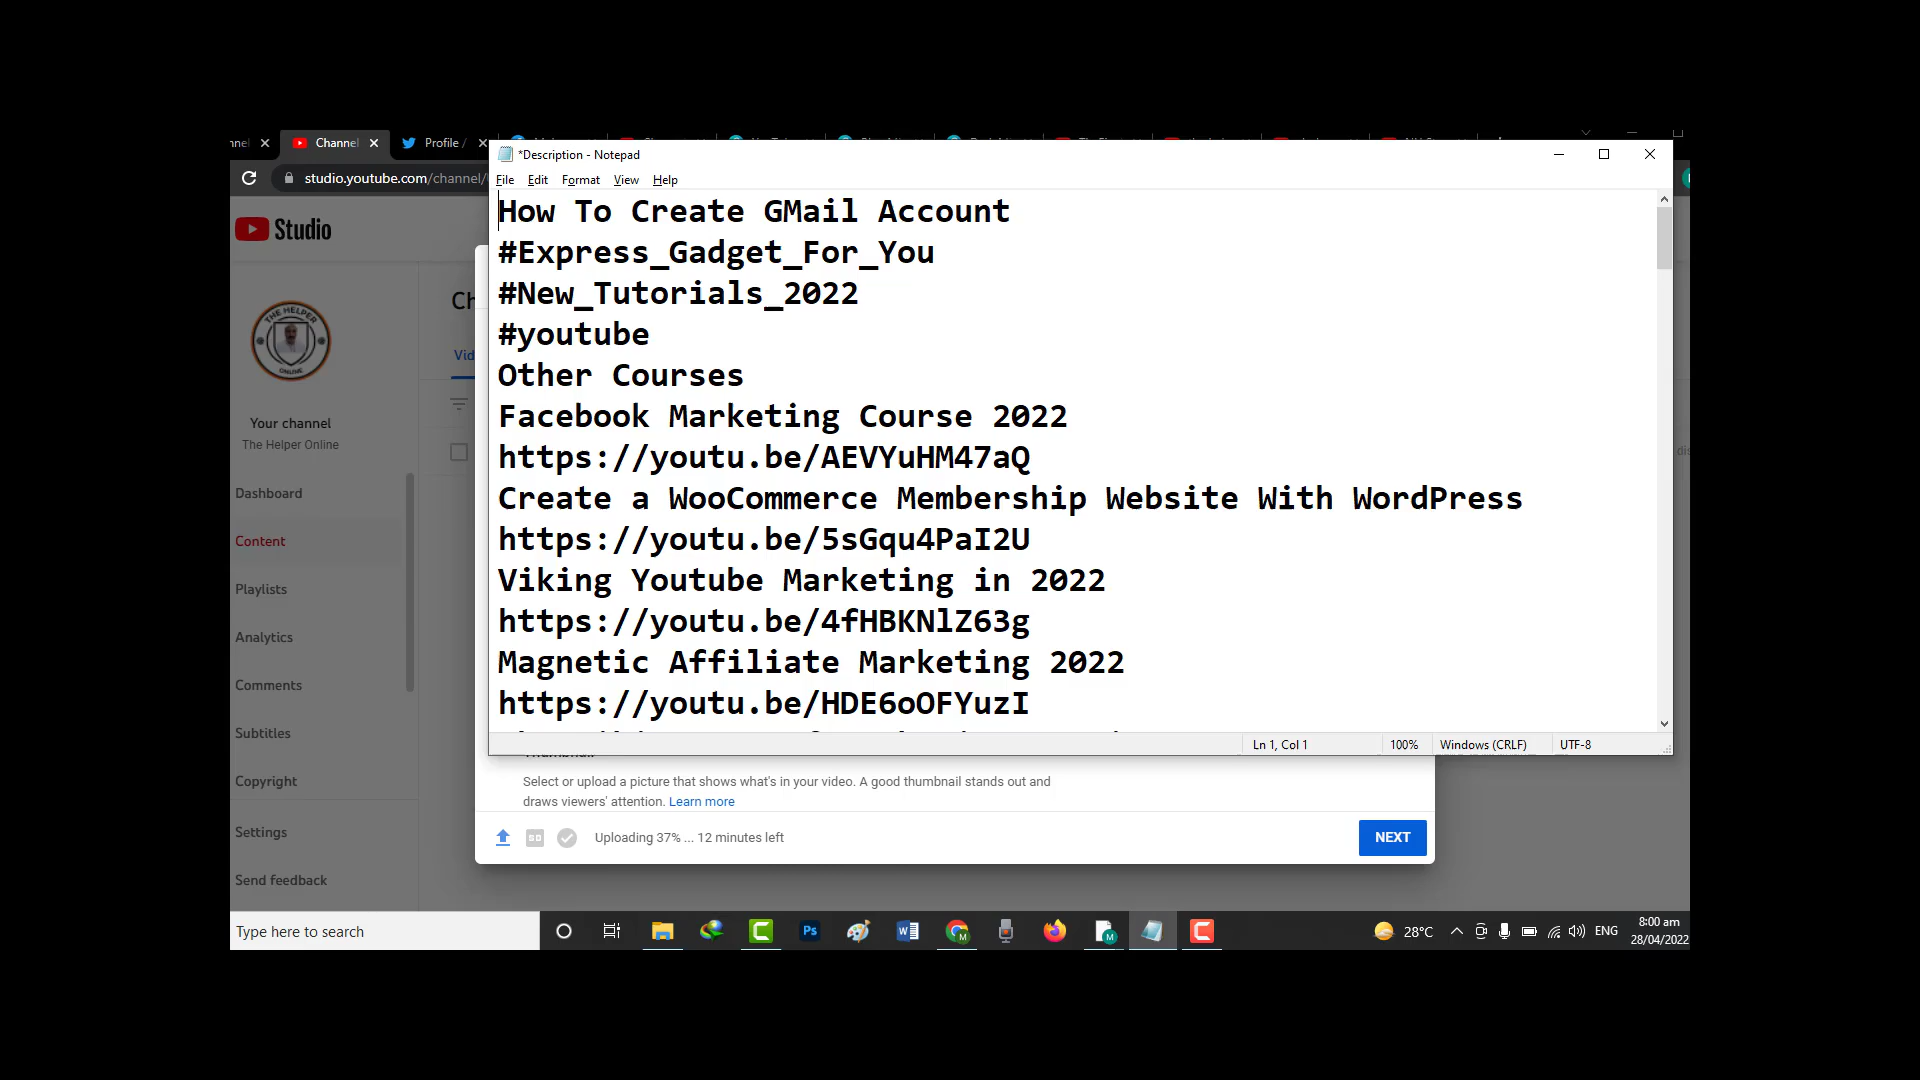 Channel
Profile /
studio.youtube.com/channel/
*Description - Notepad
File Edit Format View Help
How To Create GMail Account
#Express_Gadget_For_You
#New_Tutorials_2022
#youtube
Other Courses
Facebook Marketing Course 2022
https://youtu.be/AEVYuHM47aQ
Create a WooCommerce Membership Website With WordPress
https://youtu.be/5sGqu4PaI2U
Viking Youtube Marketing in 2022
https://youtu.be/4fHBKNlZ63g
Magnetic Affiliate Marketing 2022
https://youtu.be/HDE6oOFYuzI
Ln 1, Col 1 100% Windows (CRLF) UTF-8
Studio
THE HELPER
ONLINE
Your channel
The Helper Online
Dashboard
Content
Playlists
Analytics
Comments
Subtitles
Copyright
Settings
Send feedback
Select or upload a picture that shows what's in your video. A good thumbnail stands out and
draws viewers' attention. Learn more
Uploading 37% ... 12 minutes left
NEXT
Type here to search
28°C
ENG
8:00 am
28/04/2022